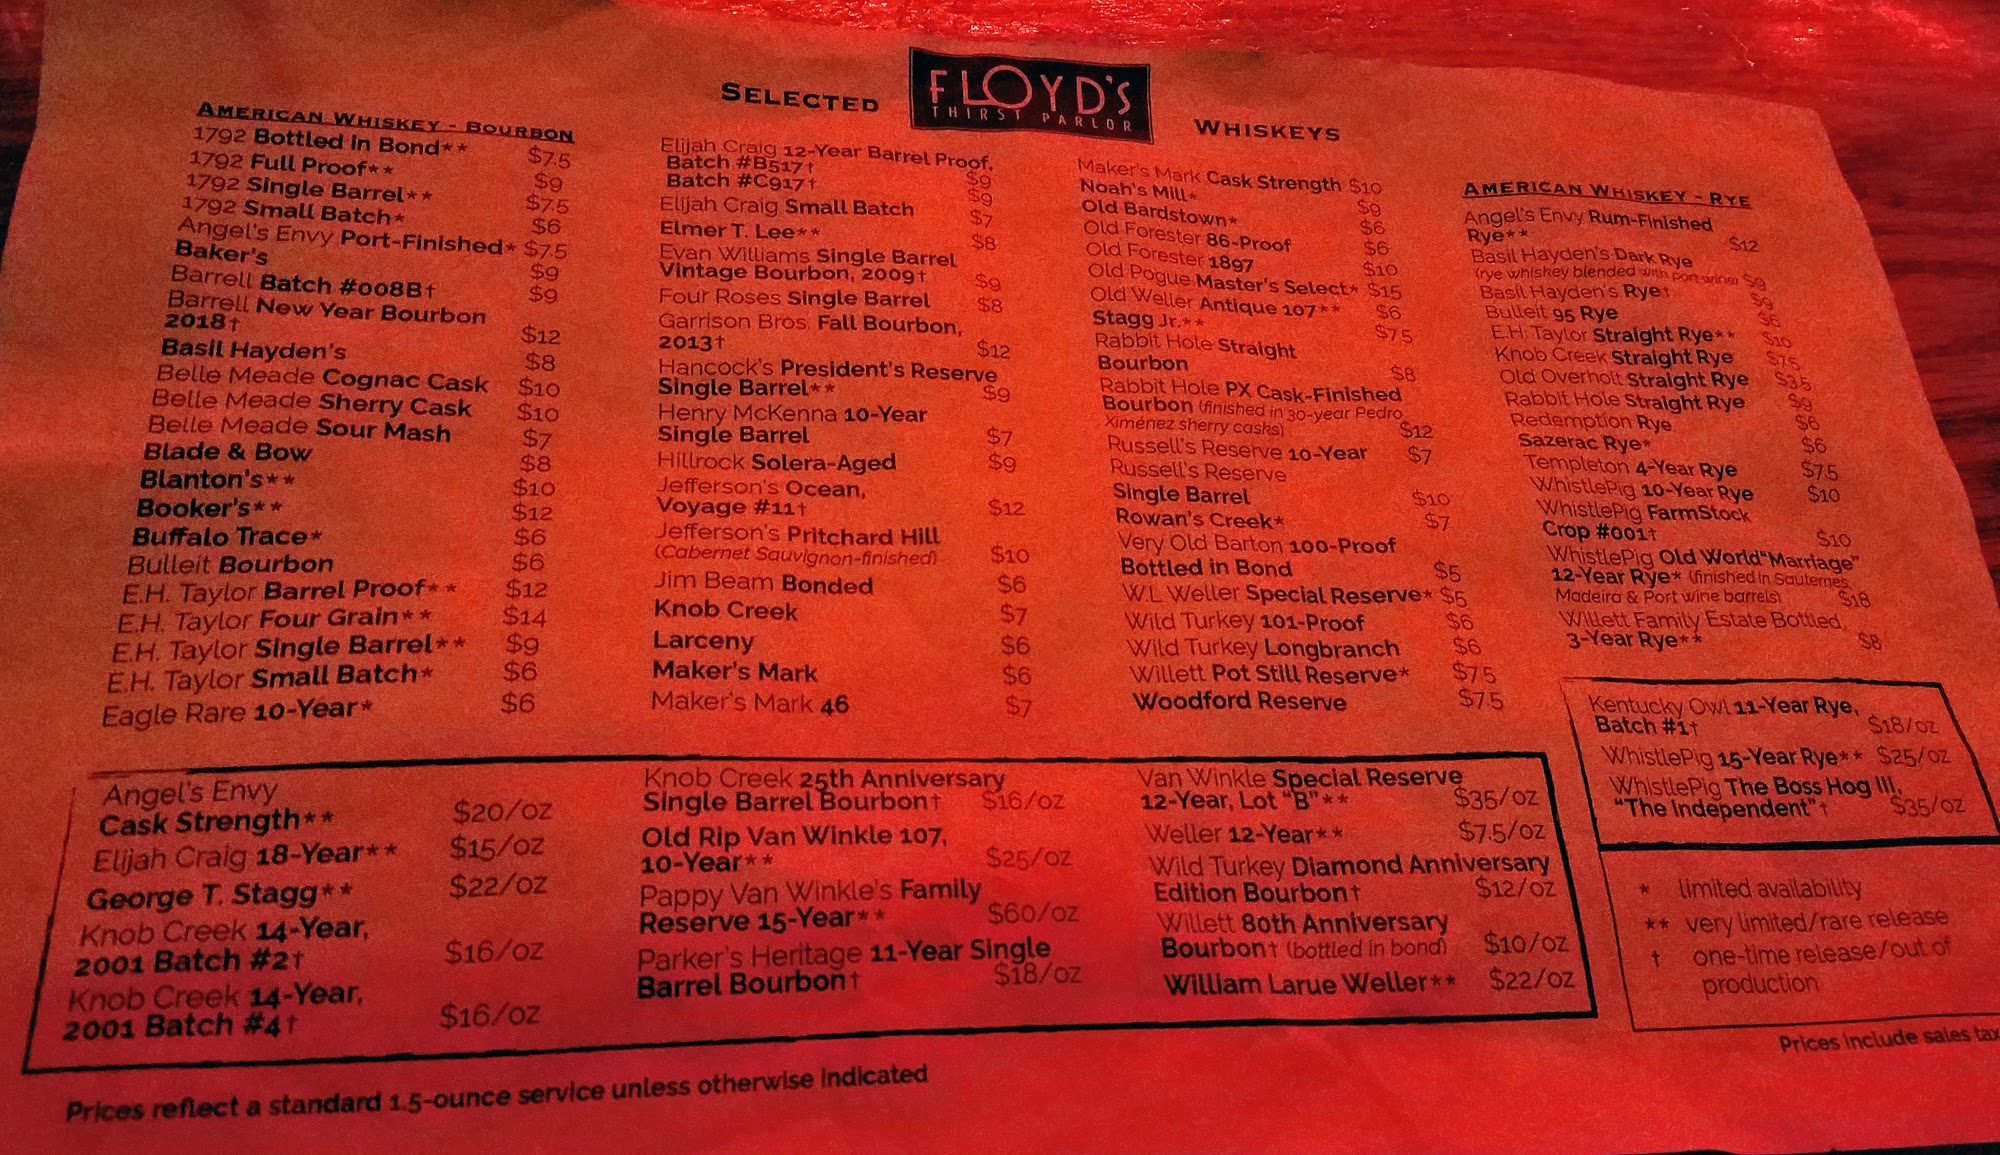 SELECTED
FLOYD'S
THIRST PARLOR
WHISKEYS
AMERICAN WHISKEY - BOURBON
1792 Bottled In Bond** $7.5
1792 Full Proof** $9
1792 Single Barrel** $7.5
1792 Small Batch* $6
Angel's Envy Port-Finished* $7.5
Baker's $9
Barrell Batch #008B† $9
Barrell New Year Bourbon
2018† $12
Basil Hayden's $8
Belle Meade Cognac Cask $10
Belle Meade Sherry Cask $10
Belle Meade Sour Mash $7
Blade & Bow $8
Blanton's** $10
Booker's** $12
Buffalo Trace* $6
Bulleit Bourbon $6
E.H. Taylor Barrel Proof** $12
E.H. Taylor Four Grain** $14
E.H. Taylor Single Barrel** $9
E.H. Taylor Small Batch* $6
Eagle Rare 10-Year* $6
Elijah Craig 12-Year Barrel Proof,
Batch #B517† $9
Batch #C917† $9
Elijah Craig Small Batch $7
Elmer T. Lee** $8
Evan Williams Single Barrel
Vintage Bourbon, 2009† $9
Four Roses Single Barrel $8
Garrison Bros. Fall Bourbon,
2013† $12
Hancock's President's Reserve
Single Barrel** $9
Henry McKenna 10-Year
Single Barrel $7
Hillrock Solera-Aged $9
Jefferson's Ocean,
Voyage #11† $12
Jefferson's Pritchard Hill
(Cabernet Sauvignon-finished) $10
Jim Beam Bonded $6
Knob Creek $7
Larceny $6
Maker's Mark $6
Maker's Mark 46 $7
Maker's Mark Cask Strength $10
Noah's Mill* $9
Old Bardstown* $6
Old Forester 86-Proof $6
Old Forester 1897 $10
Old Pogue Master's Select* $15
Old Weller Antique 107** $6
Stagg Jr.** $7.5
Rabbit Hole Straight
Bourbon $8
Rabbit Hole PX Cask-Finished
Bourbon (finished in 30-year Pedro
Ximénez sherry casks) $12
Russell's Reserve 10-Year $7
Russell's Reserve
Single Barrel $10
Rowan's Creek* $7
Very Old Barton 100-Proof
Bottled in Bond $5
W.L Weller Special Reserve* $5
Wild Turkey 101-Proof $6
Wild Turkey Longbranch $6
Willett Pot Still Reserve* $7.5
Woodford Reserve $7.5
AMERICAN WHISKEY - RYE
Angel's Envy Rum-Finished
Rye** $12
Basil Hayden's Dark Rye
(rye whiskey blended with port wine) $9
Basil Hayden's Rye† $9
Bulleit 95 Rye $6
E.H. Taylor Straight Rye** $10
Knob Creek Straight Rye $7.5
Old Overholt Straight Rye $3.5
Rabbit Hole Straight Rye $9
Redemption Rye $6
Sazerac Rye* $6
Templeton 4-Year Rye $7.5
WhistlePig 10-Year Rye $10
WhistlePig FarmStock
Crop #001† $10
WhistlePig Old World "Marriage"
12-Year Rye* (finished in Sauternes,
Madeira & Port wine barrels) $18
Willett Family Estate Bottled,
3-Year Rye** $8
Angel's Envy
Cask Strength** $20/oz
Elijah Craig 18-Year** $15/oz
George T. Stagg** $22/oz
Knob Creek 14-Year,
2001 Batch #2† $16/oz
Knob Creek 14-Year,
2001 Batch #4† $16/oz
Knob Creek 25th Anniversary
Single Barrel Bourbon† $16/oz
Old Rip Van Winkle 107,
10-Year** $25/oz
Pappy Van Winkle's Family
Reserve 15-Year** $60/oz
Parker's Heritage 11-Year Single
Barrel Bourbon† $18/oz
Van Winkle Special Reserve
12-Year, Lot "B"** $35/oz
Weller 12-Year** $7.5/oz
Wild Turkey Diamond Anniversary
Edition Bourbon† $12/oz
Willett 80th Anniversary
Bourbon† (bottled in bond) $10/oz
William Larue Weller** $22/oz
Kentucky Owl 11-Year Rye,
Batch #1† $18/oz
WhistlePig 15-Year Rye** $25/oz
WhistlePig The Boss Hog III,
"The Independent"† $35/oz
* limited availability
** very limited/rare release
† one-time release/out of
production
Prices include sales tax
Prices reflect a standard 1.5-ounce service unless otherwise indicated